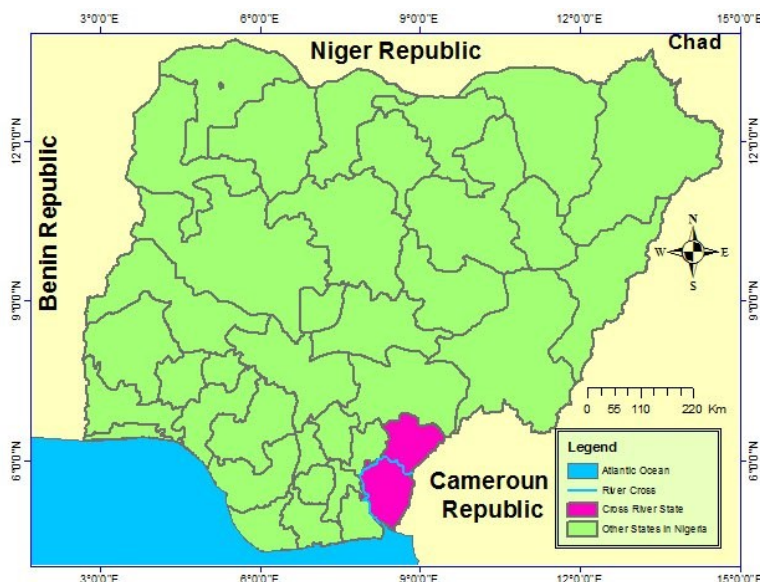 3°0'0"E 6°0'0"E 9°0'0"E 12°0'0"E 15°0'0"E
Niger Republic
Chad
12°0'0"N
12°0'0"N
Benin Republic
N
W E
S
9°0'0"N
9°0'0"N
0 55 110 220 Km
6°0'0"N
6°0'0"N
Cameroun
Republic
Legend
Atlantic Ocean
River Cross
Cross River State
Other States in Nigeria
3°0'0"E 6°0'0"E 9°0'0"E 12°0'0"E 15°0'0"E